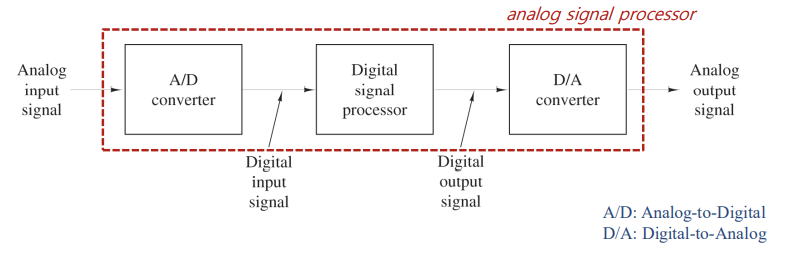 analog signal processor
Analog
input
signal
A/D
converter
Digital
signal
processor
D/A
converter
Analog
output
signal
Digital
input
signal
Digital
output
signal
A/D: Analog-to-Digital
D/A: Digital-to-Analog